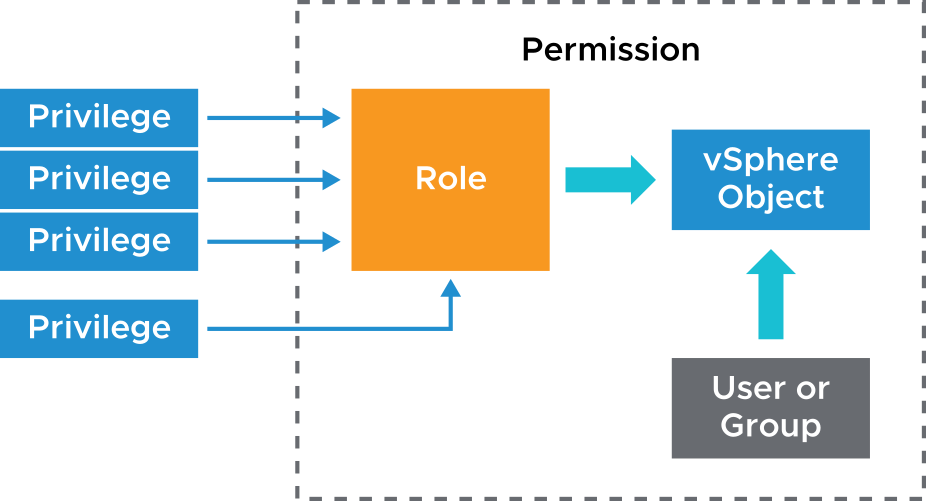 Permission
Privilege
Privilege
Privilege
Privilege
Role
vSphere
Object
User or
Group